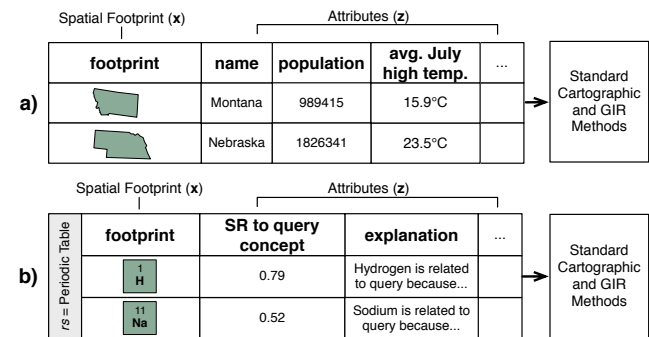 Spatial Footprint (x)
Attributes (z)
footprint name population avg. July
high temp. ...
a)
Montana 989415 15.9°C
Nebraska 1826341 23.5°C
Standard
Cartographic
and GIR
Methods
Spatial Footprint (x)
Attributes (z)
b)
rs = Periodic Table
footprint SR to query
concept explanation ...
1
H
0.79
Hydrogen is related
to query because...
11
Na
0.52
Sodium is related to
query because...
Standard
Cartographic
and GIR
Methods